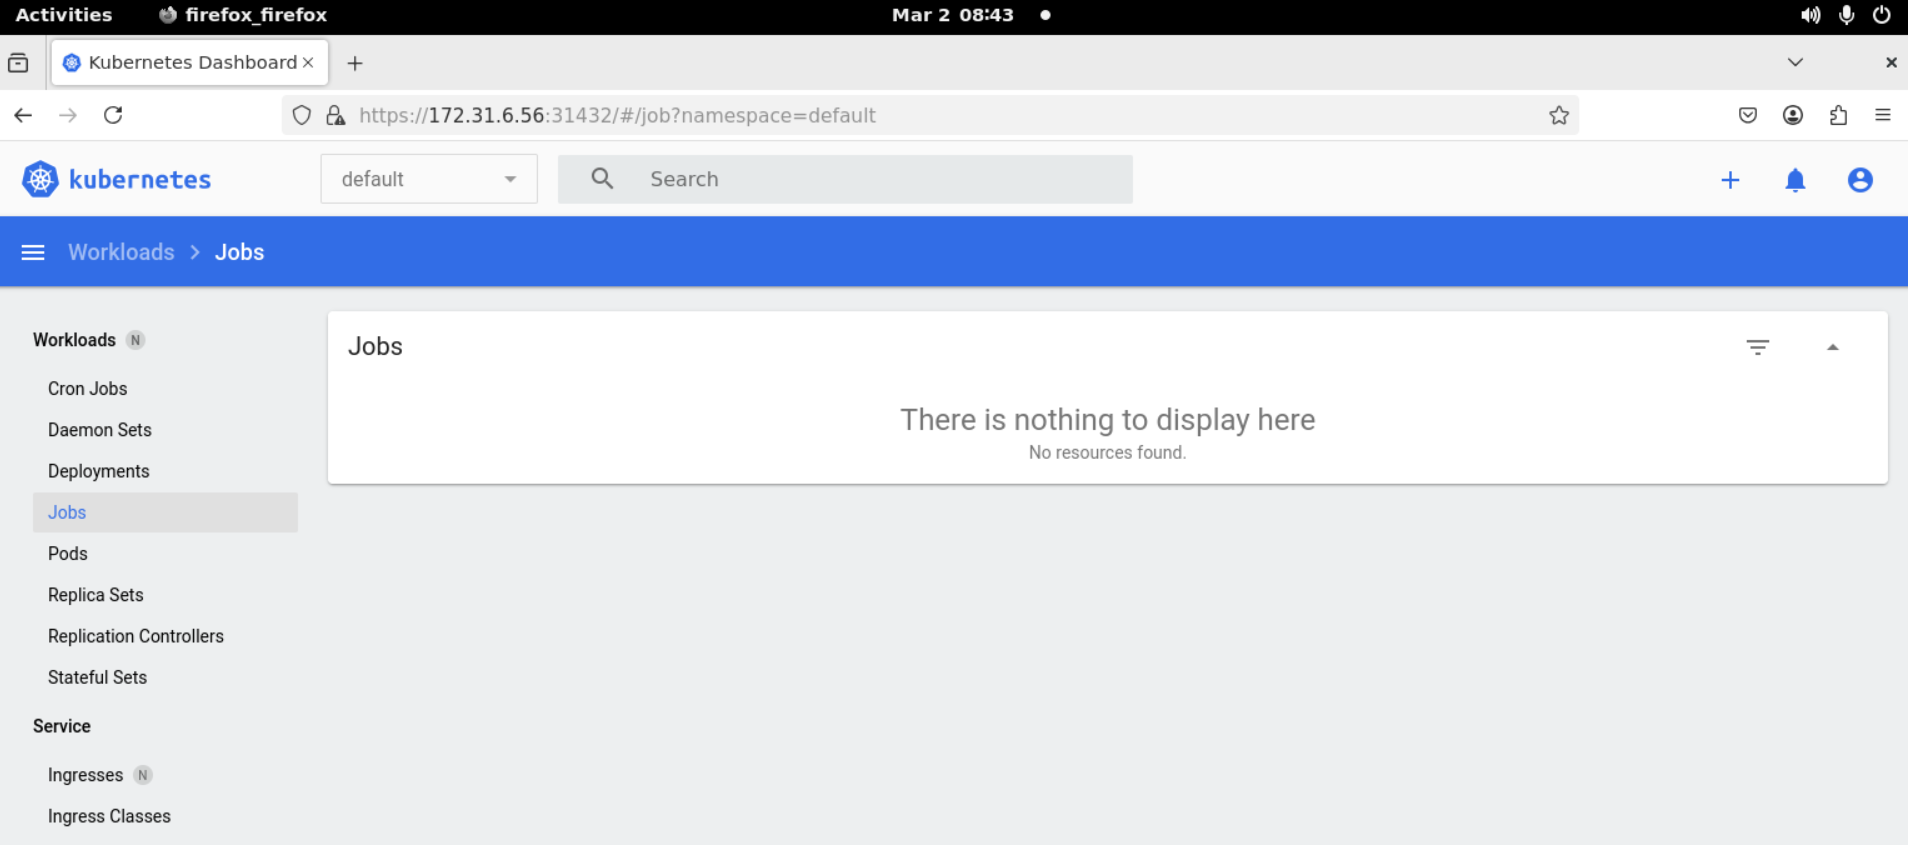 Activities firefox_firefox Mar 2 08:43
Kubernetes Dashboard
https://172.31.6.56:31432/#/job?namespace=default
kubernetes default Search
Workloads Jobs
Workloads N
Cron Jobs
Daemon Sets
Deployments
Jobs
Pods
Replica Sets
Replication Controllers
Stateful Sets
Service
Ingresses N
Ingress Classes
Jobs
There is nothing to display here
No resources found.